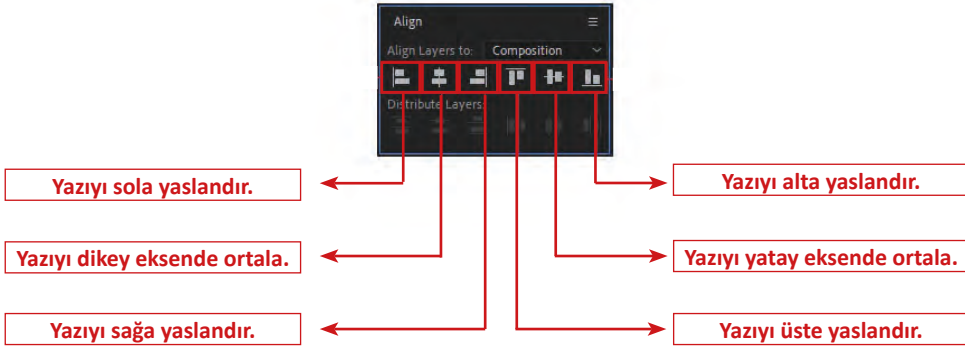 Align
Align Layers to: Composition
Distribute Layers:
Yazıyı sola yaslandır.
Yazıyı alta yaslandır.
Yazıyı dikey eksende ortala.
Yazıyı yatay eksende ortala.
Yazıyı sağa yaslandır.
Yazıyı üste yaslandır.